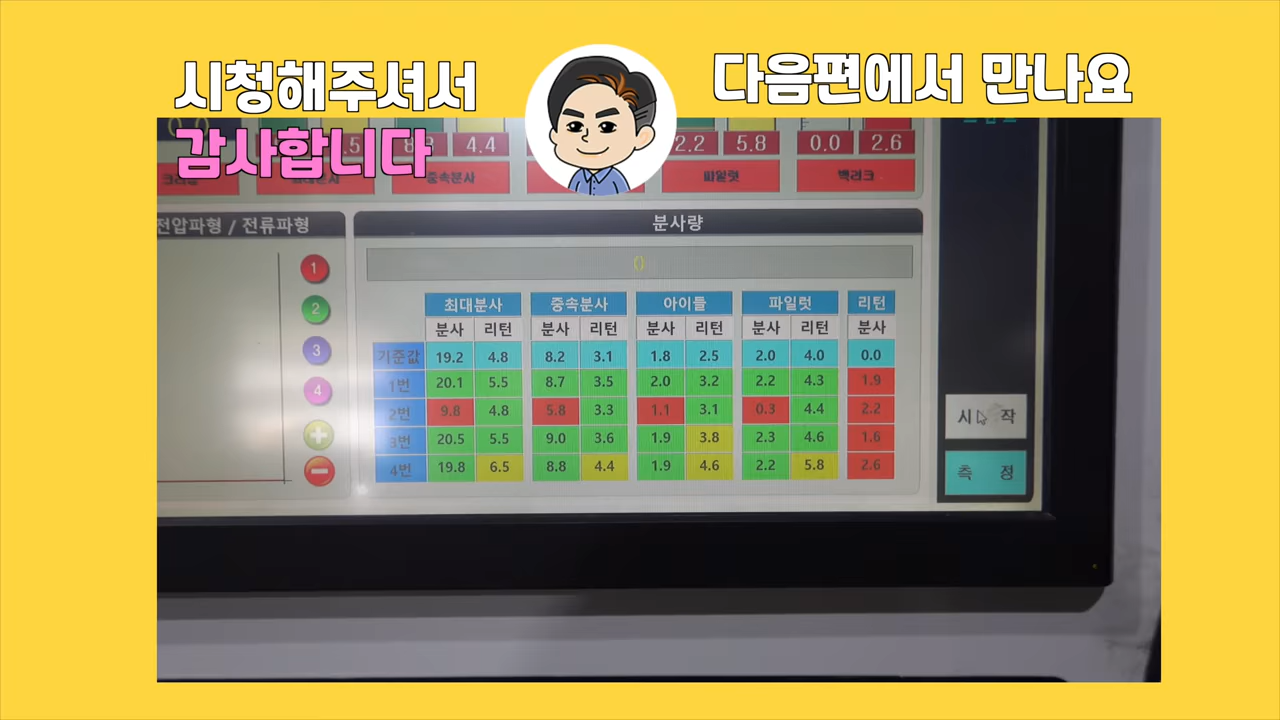 시청해주셔서
감사합니다
다음편에서 만나요
4.4 2.2 5.8 0.0 2.6
중속분사 파일럿 백리크
전압파형 / 전류파형
분사량
0
1
2
3
4
최대분사 중속분사 아이들 파일럿 리턴
분사 리턴 분사 리턴 분사 리턴 분사 리턴 분사
기준값 19.2 4.8 8.2 3.1 1.8 2.5 2.0 4.0 0.0
1번 20.1 5.5 8.7 3.5 2.0 3.2 2.2 4.3 1.9
2번 9.8 4.8 5.8 3.3 1.1 3.1 0.3 4.4 2.2
3번 20.5 5.5 9.0 3.6 1.9 3.8 2.3 4.6 1.6
4번 19.8 6.5 8.8 4.4 1.9 4.6 2.2 5.8 2.6
시 작
측 정